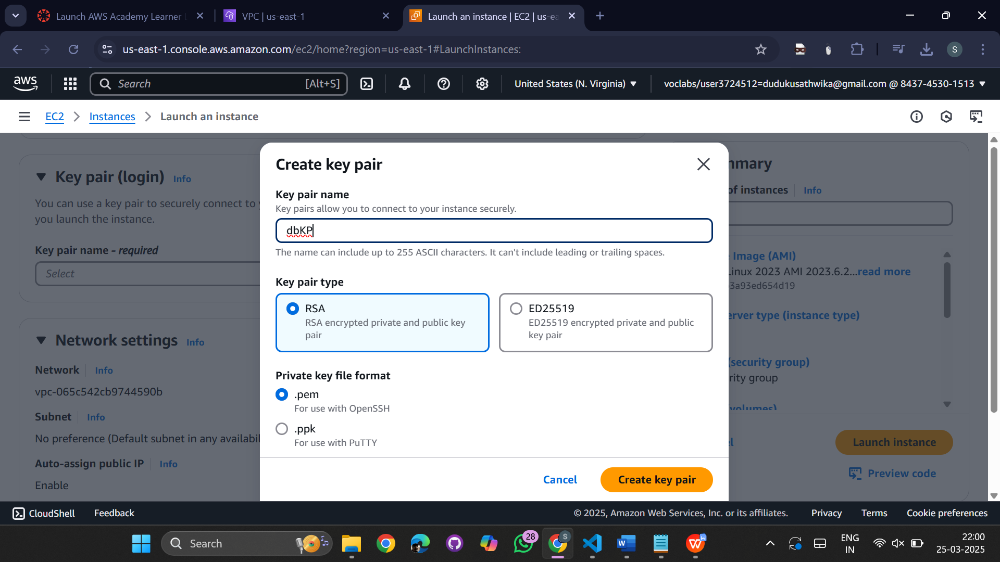 Launch AWS Academy Learner
VPC | us-east-1
Launch an instance | EC2 | us-ea
us-east-1.console.aws.amazon.com/ec2/home?region=us-east-1#LaunchInstances:
S
aws
Search
[Alt+S]
United States (N. Virginia)
voclabs/user3724512=dudukusathwika@gmail.com @ 8437-4530-1513
EC2
Instances
Launch an instance
Key pair (login) Info
You can use a key pair to securely connect to
you launch the instance.
Key pair name - required
Select
Network settings Info
Network Info
vpc-065c542cb9744590b
Subnet Info
No preference (Default subnet in any availabil
Auto-assign public IP Info
Enable
Create key pair
Key pair name
Key pairs allow you to connect to your instance securely.
dbKP
The name can include up to 255 ASCII characters. It can't include leading or trailing spaces.
Key pair type
RSA
RSA encrypted private and public key
pair
ED25519
ED25519 encrypted private and public
key pair
Private key file format
.pem
For use with OpenSSH
.ppk
For use with PuTTY
Cancel
Create key pair
mmary
of instances Info
Image (AMI)
Linux 2023 AMI 2023.6.2...read more
3a93ed654d19
erver type (instance type)
(security group)
rity group
(volumes)
el
Launch instance
Preview code
CloudShell
Feedback
© 2025, Amazon Web Services, Inc. or its affiliates.
Privacy
Terms
Cookie preferences
Search
28
S
ENG
IN
22:00
25-03-2025